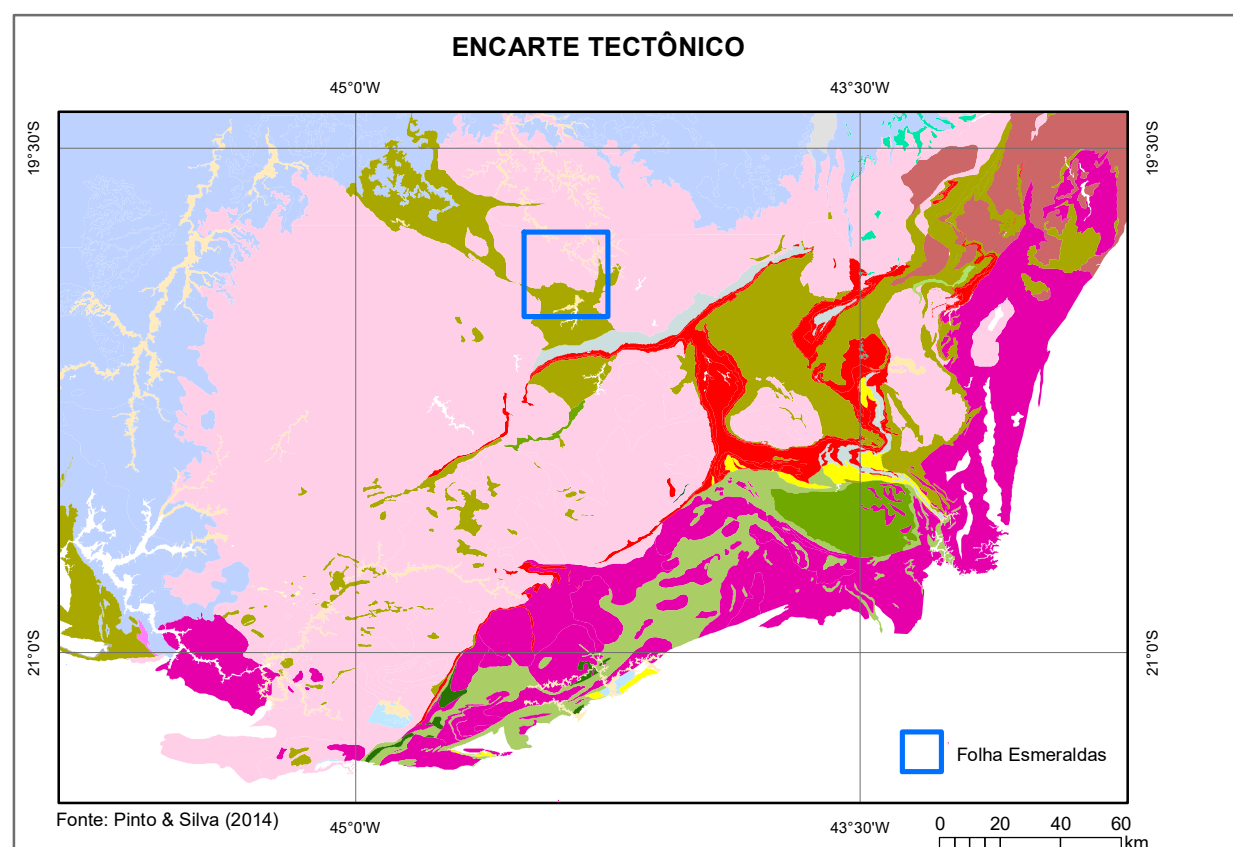 ENCARTE TECTÔNICO
45°0'W 43°30'W
19°30'S 19°30'S
21°0'S 21°0'S
Folha Esmeraldas
Fonte: Pinto & Silva (2014)
45°0'W 43°30'W
0 20 40 60
km